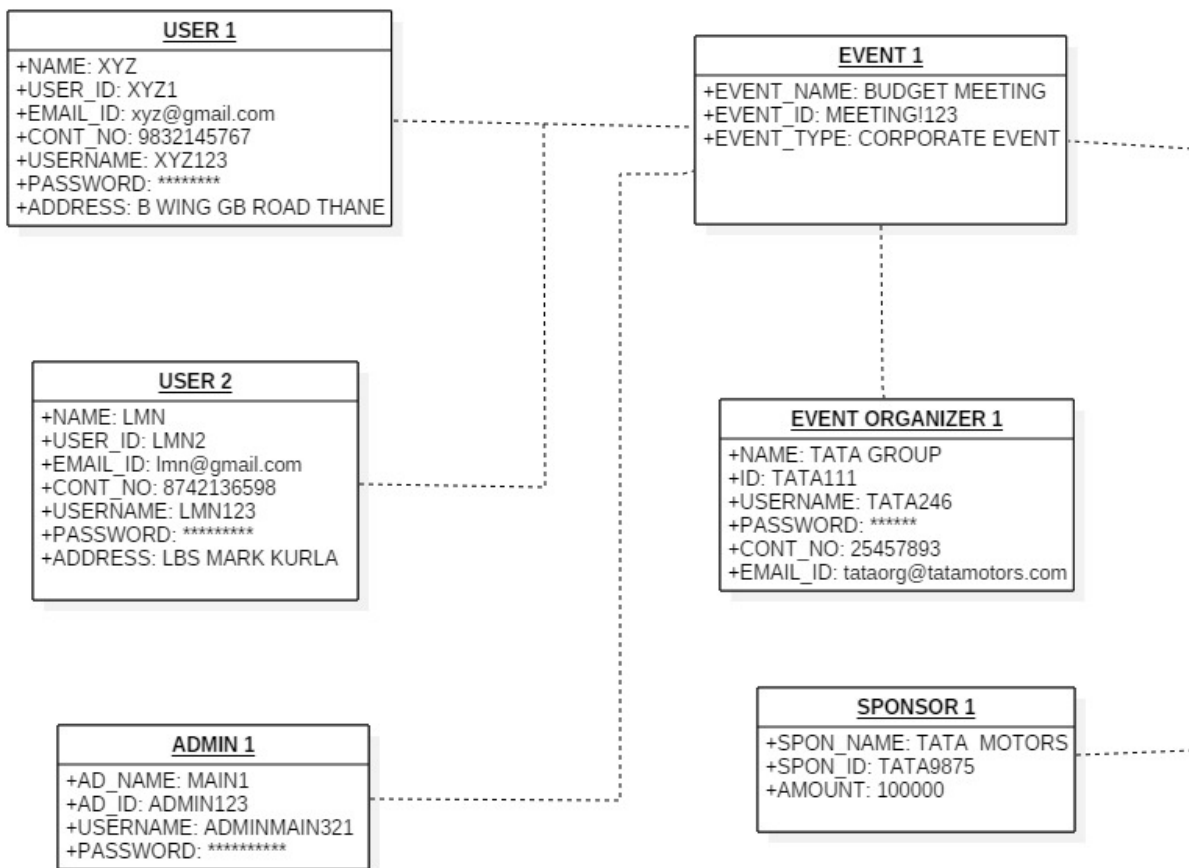 USER 1
+NAME: XYZ
+USER_ID: XYZ1
+EMAIL_ID: xyz@gmail.com
+CONT_NO: 9832145767
+USERNAME: XYZ123
+PASSWORD: ********
+ADDRESS: B WING GB ROAD THANE
EVENT 1
+EVENT_NAME: BUDGET MEETING
+EVENT_ID: MEETING!123
+EVENT_TYPE: CORPORATE EVENT
USER 2
+NAME: LMN
+USER_ID: LMN2
+EMAIL_ID: lmn@gmail.com
+CONT_NO: 8742136598
+USERNAME: LMN123
+PASSWORD: *********
+ADDRESS: LBS MARK KURLA
EVENT ORGANIZER 1
+NAME: TATA GROUP
+ID: TATA111
+USERNAME: TATA246
+PASSWORD: ******
+CONT_NO: 25457893
+EMAIL_ID: tataorg@tatamotors.com
ADMIN 1
+AD_NAME: MAIN1
+AD_ID: ADMIN123
+USERNAME: ADMINMAIN321
+PASSWORD: **********
SPONSOR 1
+SPON_NAME: TATA  MOTORS
+SPON_ID: TATA9875
+AMOUNT: 100000